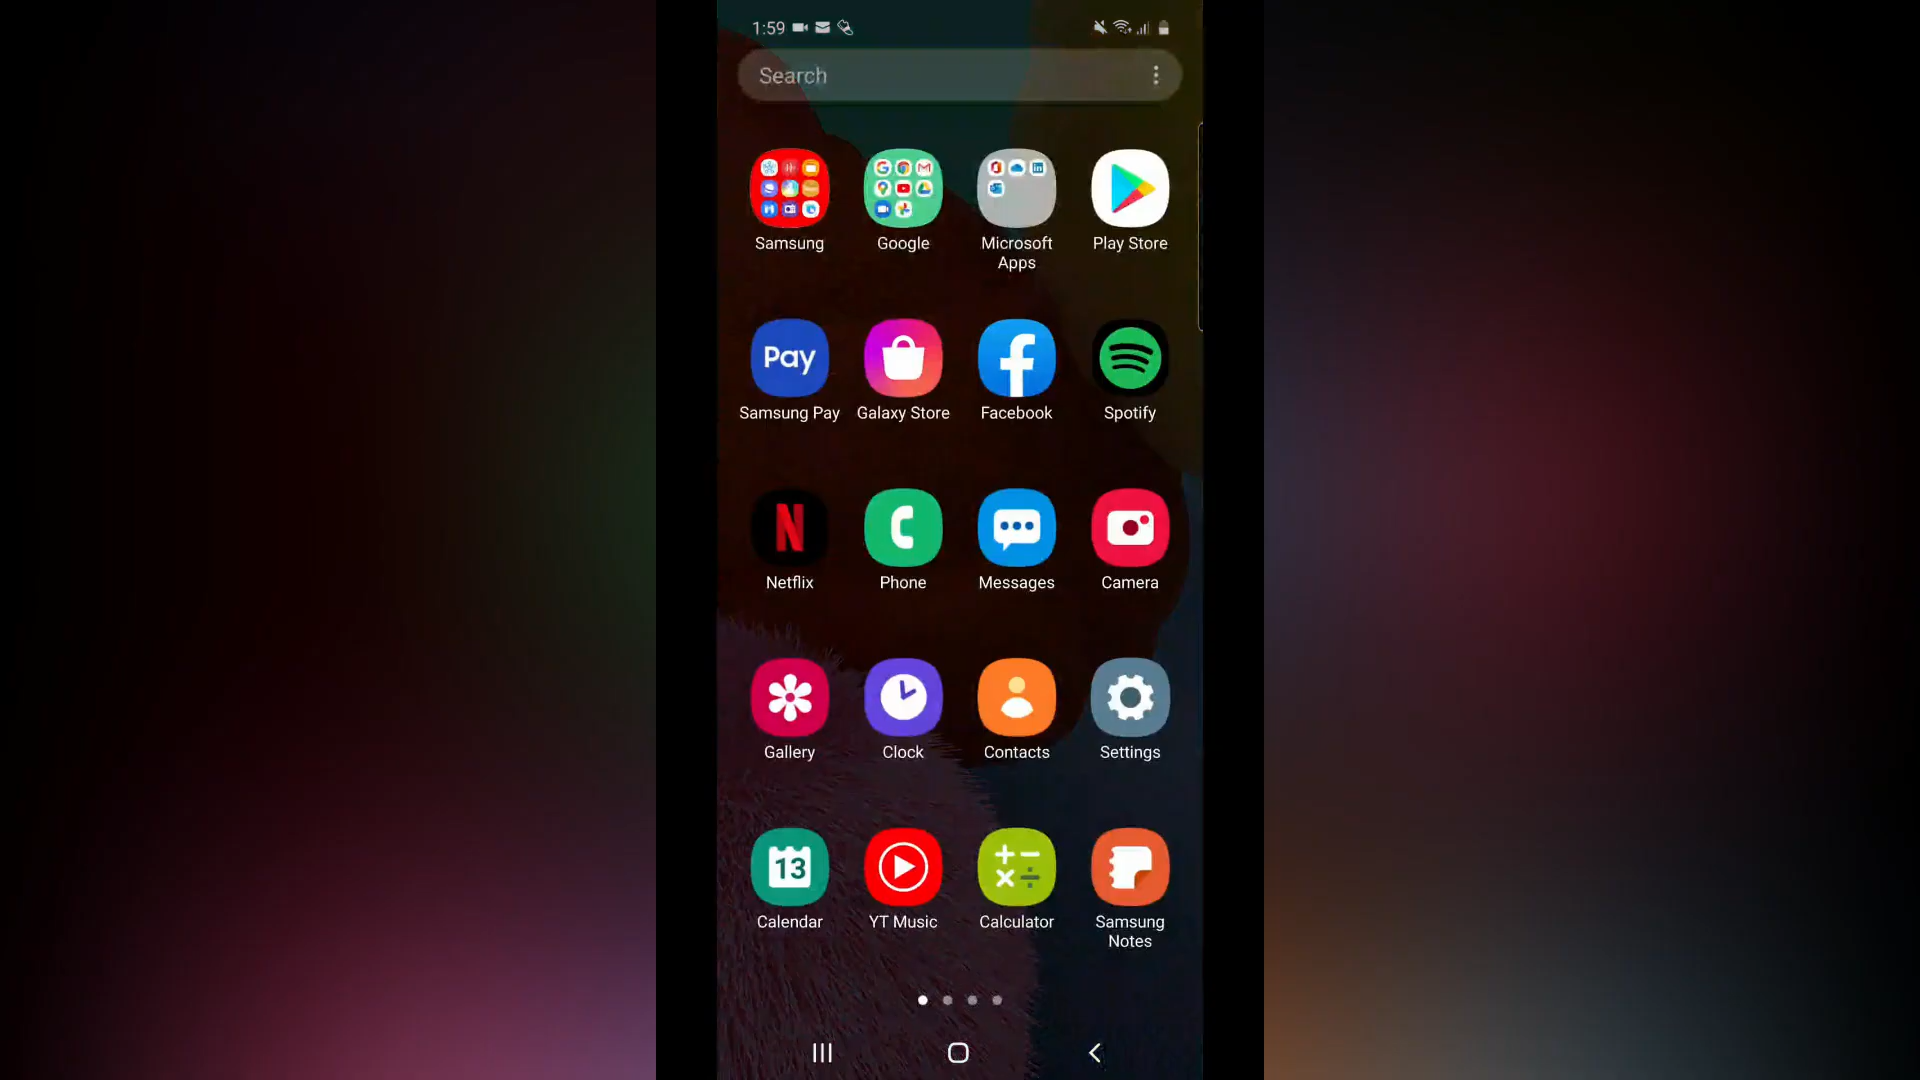 1:59
Search
Samsung
Google
Microsoft
Apps
Play Store
Pay
Samsung Pay
Galaxy Store
Facebook
Spotify
Netflix
Phone
Messages
Camera
Gallery
Clock
Contacts
Settings
13
Calendar
YT Music
Calculator
Samsung
Notes